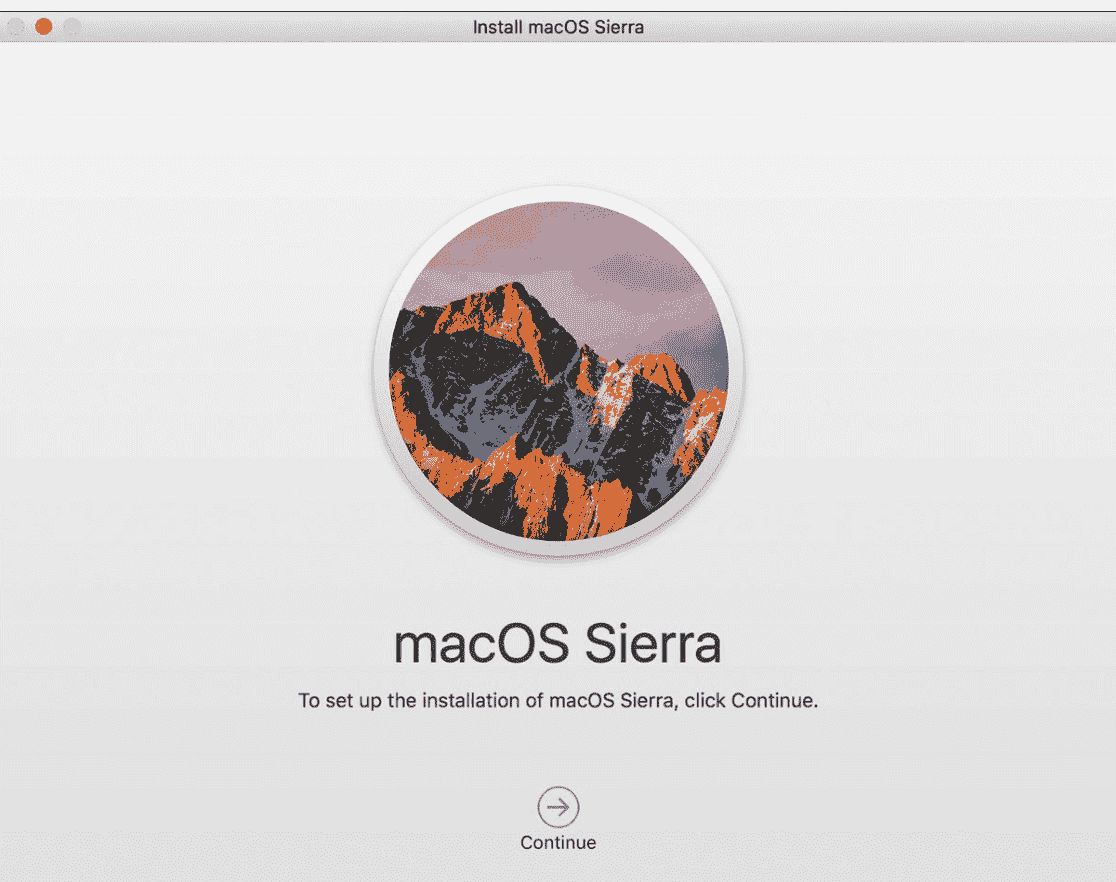 Install macOS Sierra
macOS Sierra
To set up the installation of macOS Sierra, click Continue.
Continue